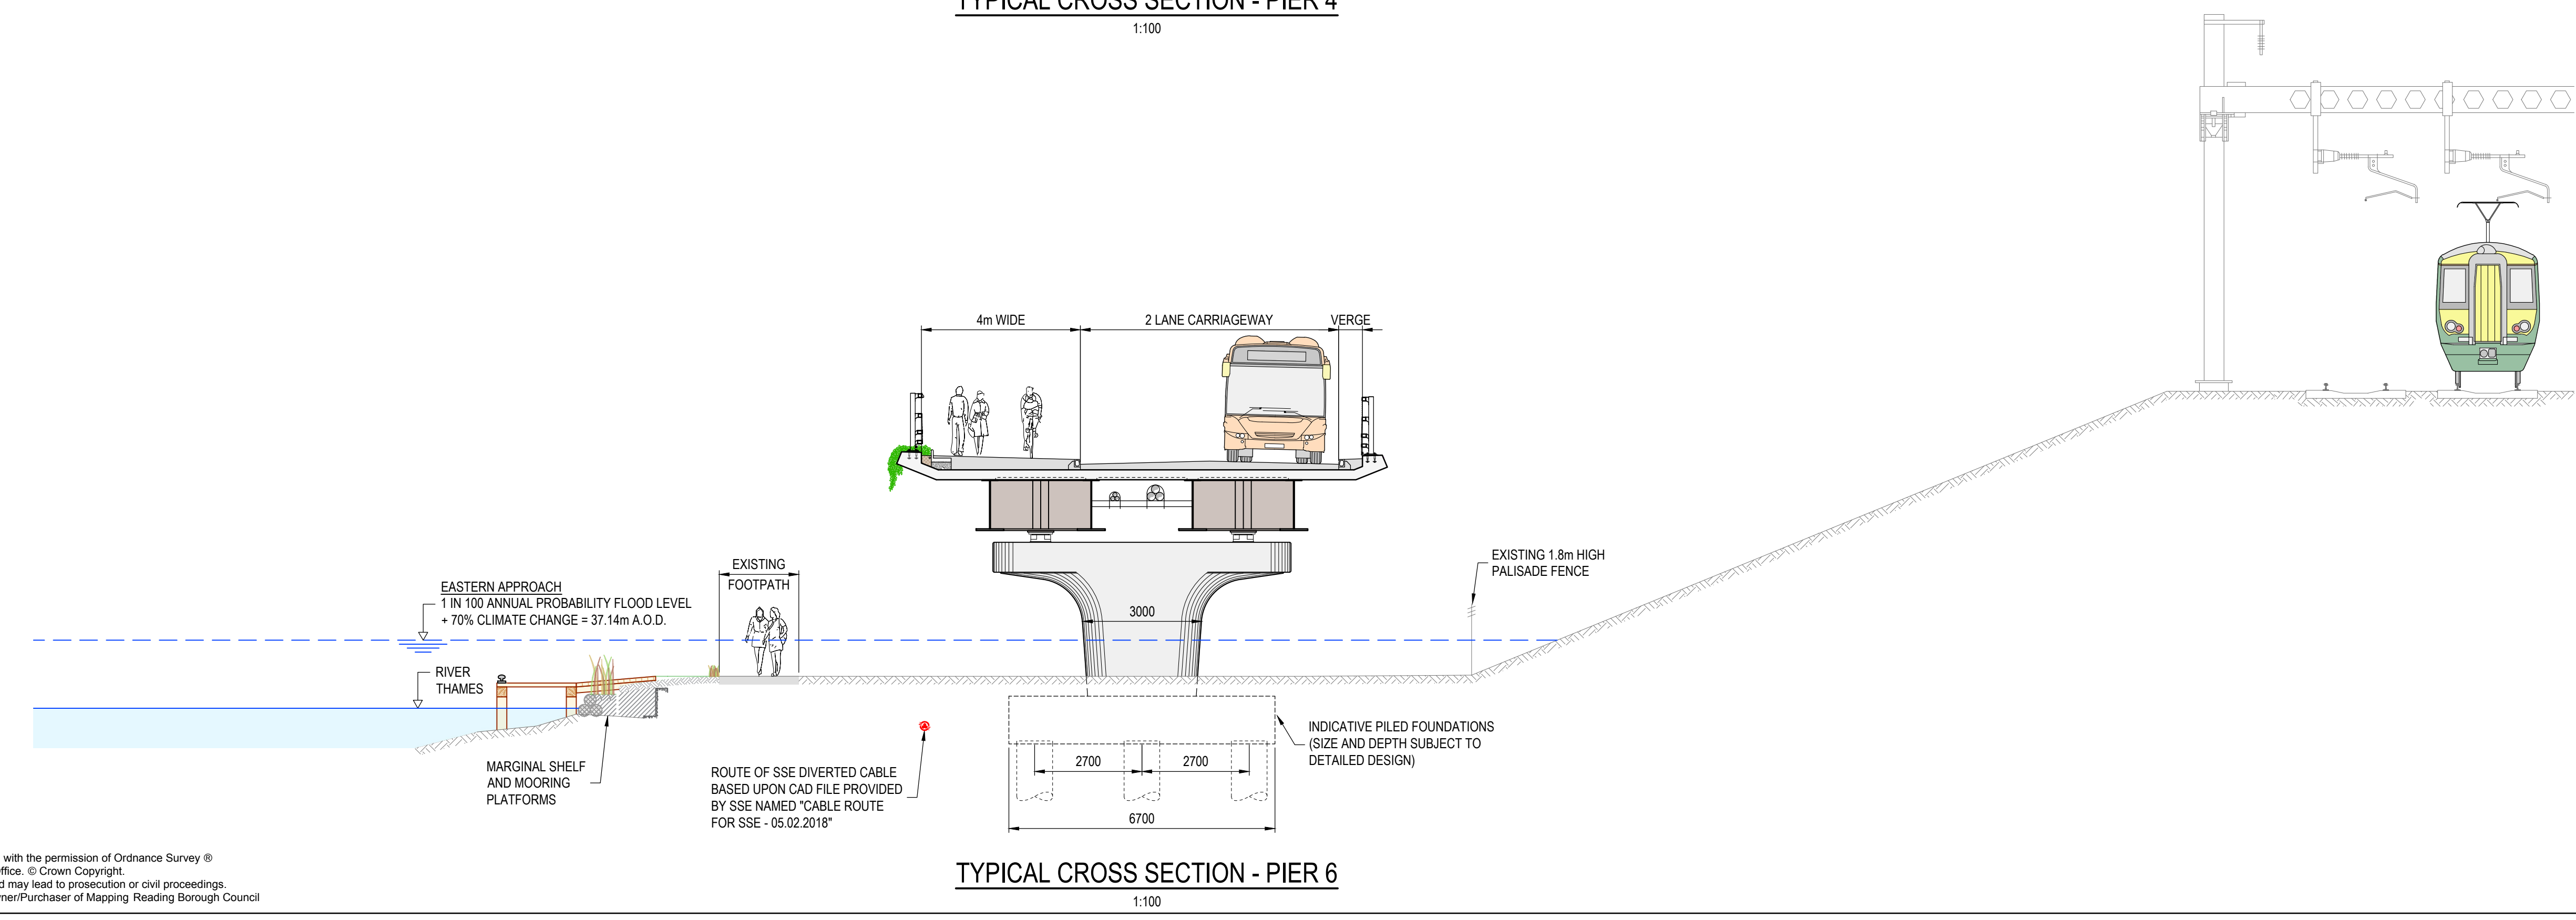 TYPICAL CROSS SECTION - PIER 4
1:100
4m WIDE
2 LANE CARRIAGEWAY
VERGE
EXISTING
FOOTPATH
EASTERN APPROACH
1 IN 100 ANNUAL PROBABILITY FLOOD LEVEL
+ 70% CLIMATE CHANGE = 37.14m A.O.D.
RIVER
THAMES
MARGINAL SHELF
AND MOORING
PLATFORMS
ROUTE OF SSE DIVERTED CABLE
BASED UPON CAD FILE PROVIDED
BY SSE NAMED "CABLE ROUTE
FOR SSE - 05.02.2018"
3000
2700
2700
6700
INDICATIVE PILED FOUNDATIONS
(SIZE AND DEPTH SUBJECT TO
DETAILED DESIGN)
EXISTING 1.8m HIGH
PALISADE FENCE
TYPICAL CROSS SECTION - PIER 6
1:100
with the permission of Ordnance Survey ®
ffice. © Crown Copyright.
d may lead to prosecution or civil proceedings.
ner/Purchaser of Mapping Reading Borough Council